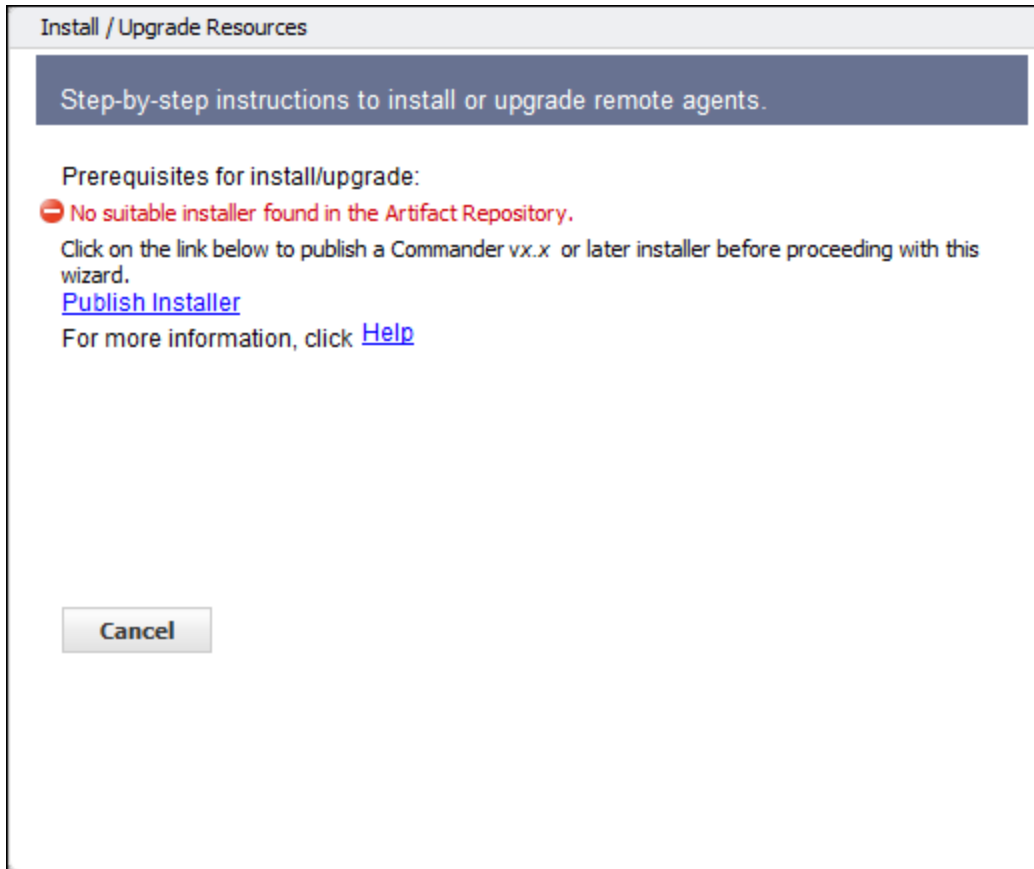 Install / Upgrade Resources
Step-by-step instructions to install or upgrade remote agents.
Prerequisites for install/upgrade:
No suitable installer found in the Artifact Repository.
Click on the link below to publish a Commander vx.x or later installer before proceeding with this
wizard.
Publish Installer
For more information, click Help
Cancel